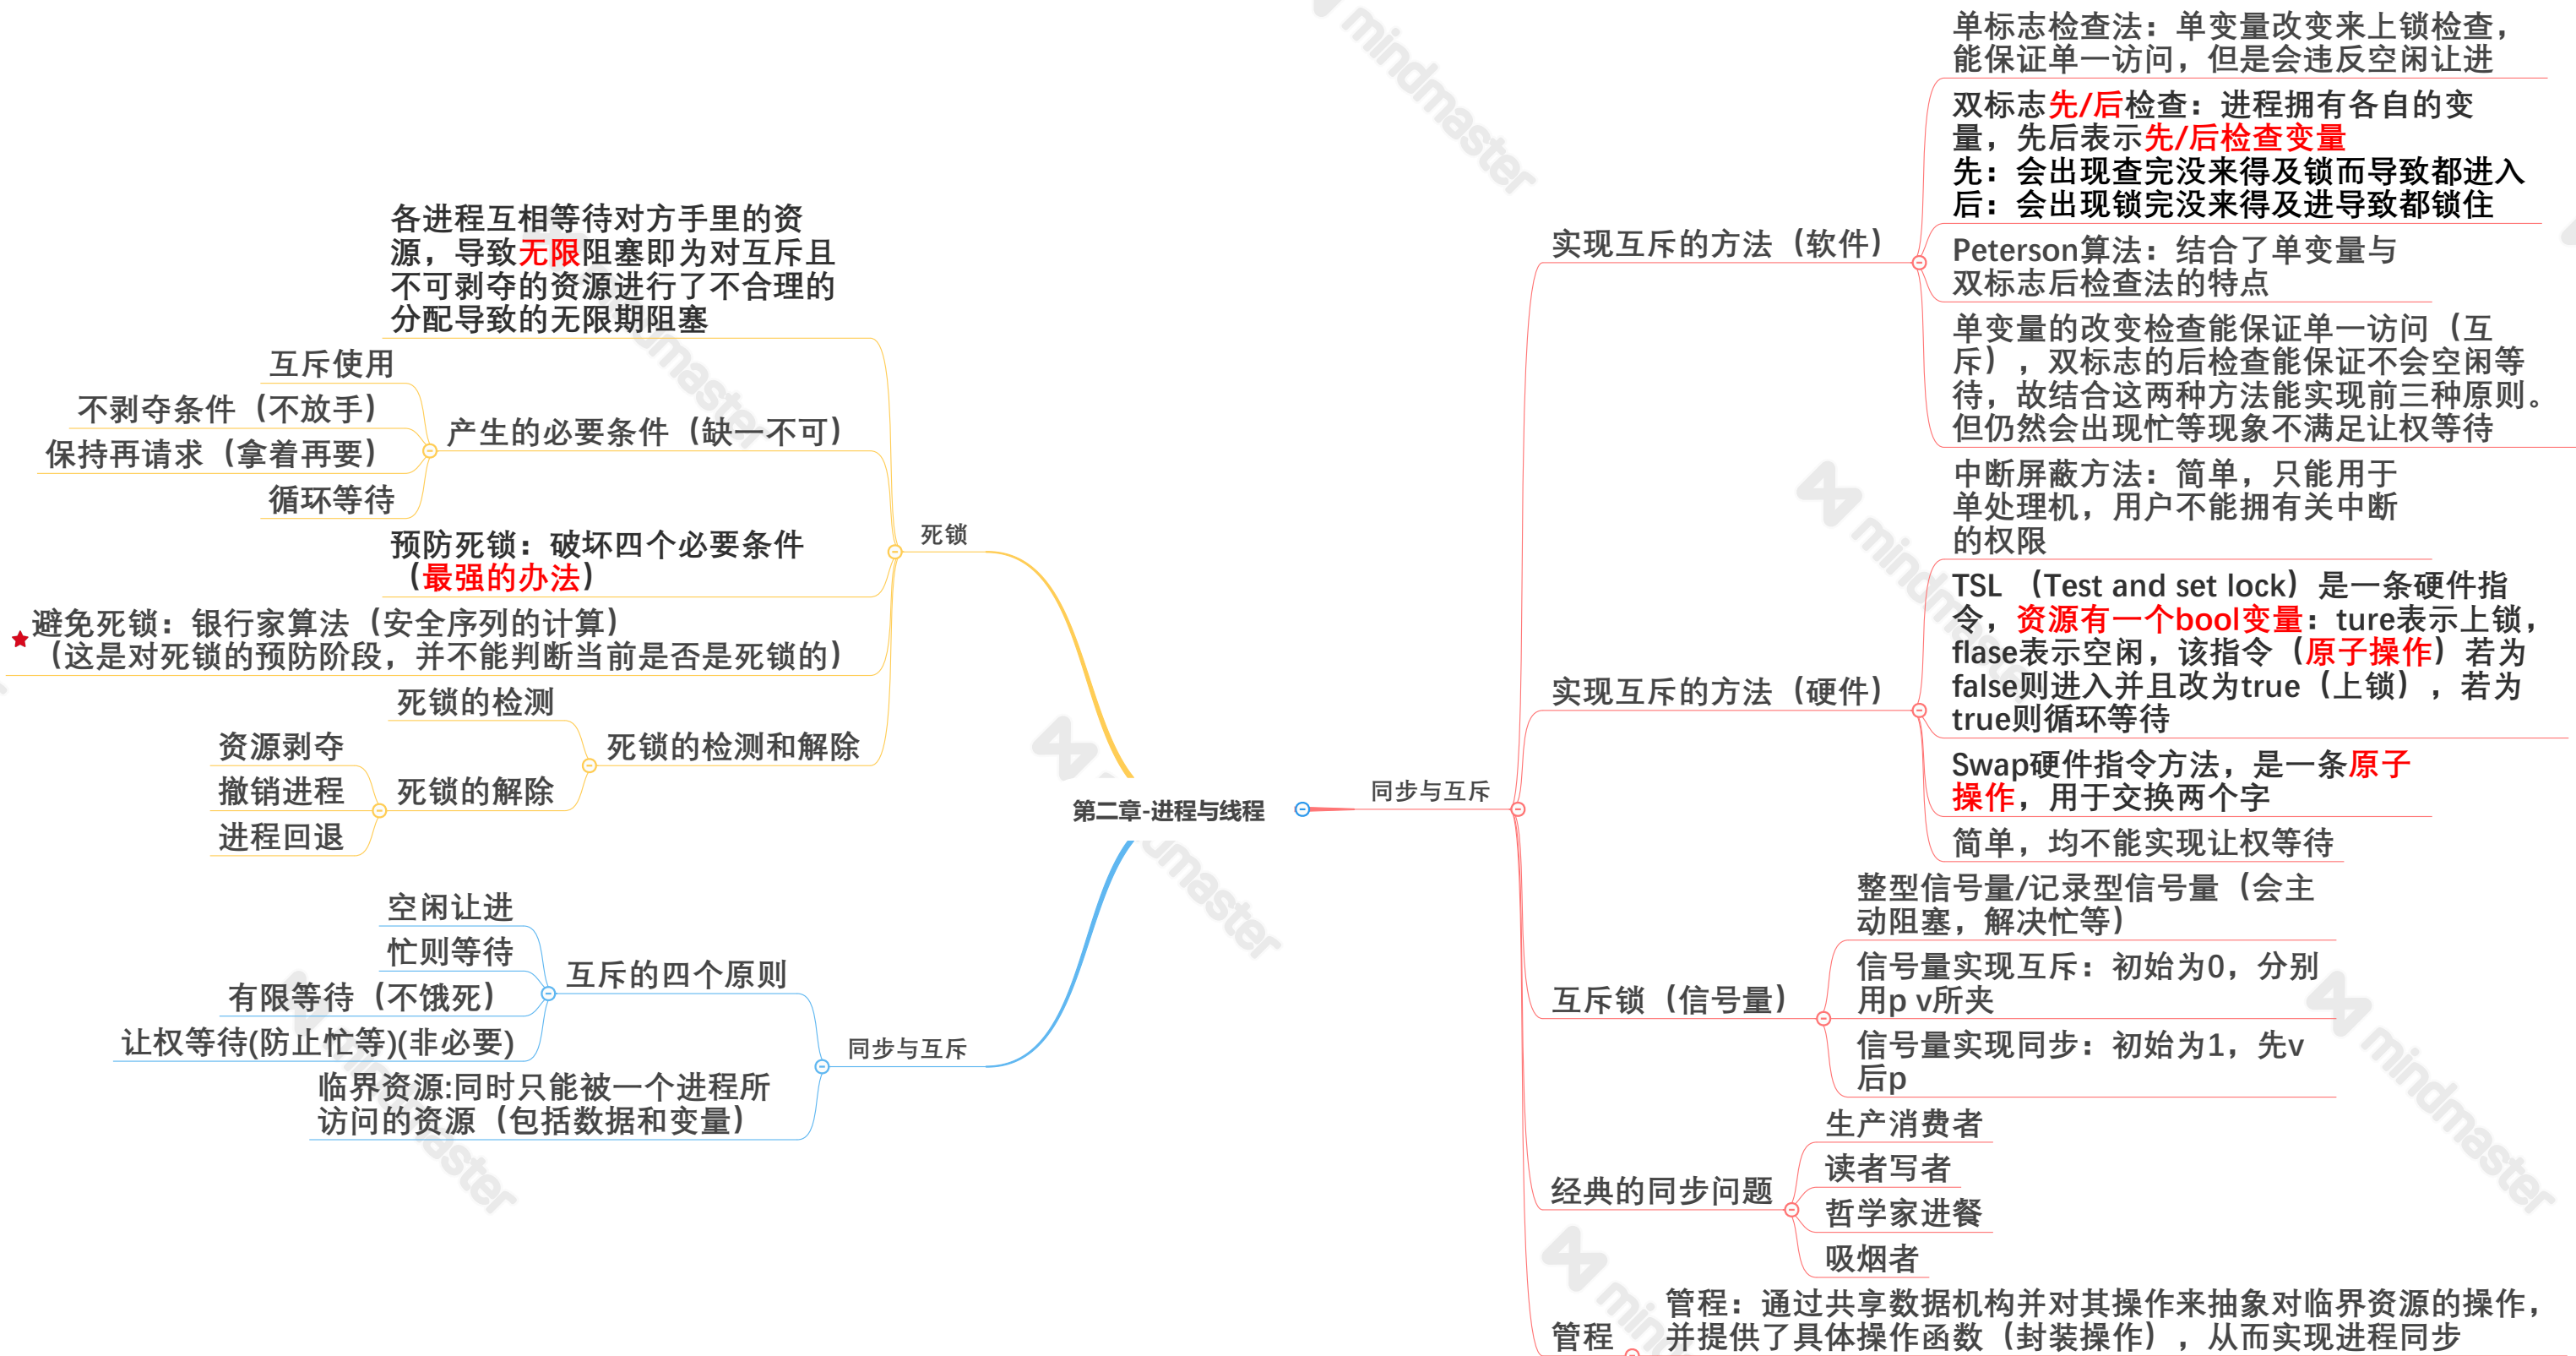 各进程互相等待对方手里的资
源，导致无限阻塞即为对互斥且
不可剥夺的资源进行了不合理的
分配导致的无限期阻塞
互斥使用
不剥夺条件（不放手）
保持再请求（拿着再要）
循环等待
产生的必要条件（缺一不可）
预防死锁：破坏四个必要条件
（最强的办法）
避免死锁：银行家算法（安全序列的计算）
（这是对死锁的预防阶段，并不能判断当前是否是死锁的）
死锁的检测
资源剥夺
撤销进程
进程回退
死锁的解除
死锁的检测和解除
死锁
空闲让进
忙则等待
有限等待（不饿死）
让权等待(防止忙等)(非必要)
互斥的四个原则
临界资源:同时只能被一个进程所
访问的资源（包括数据和变量）
同步与互斥
第二章-进程与线程
同步与互斥
实现互斥的方法（软件）
单标志检查法：单变量改变来上锁检查，
能保证单一访问，但是会违反空闲让进
双标志先/后检查：进程拥有各自的变
量，先后表示先/后检查变量
先：会出现查完没来得及锁而导致都进入
后：会出现锁完没来得及进导致都锁住
Peterson算法：结合了单变量与
双标志后检查法的特点
单变量的改变检查能保证单一访问（互
斥），双标志的后检查能保证不会空闲等
待，故结合这两种方法能实现前三种原则。
但仍然会出现忙等现象不满足让权等待
实现互斥的方法（硬件）
中断屏蔽方法：简单，只能用于
单处理机，用户不能拥有关中断
的权限
TSL （Test and set lock）是一条硬件指
令，资源有一个bool变量：ture表示上锁，
flase表示空闲，该指令（原子操作）若为
false则进入并且改为true（上锁），若为
true则循环等待
Swap硬件指令方法，是一条原子
操作，用于交换两个字
简单，均不能实现让权等待
互斥锁（信号量）
整型信号量/记录型信号量（会主
动阻塞，解决忙等）
信号量实现互斥：初始为0，分别
用p v所夹
信号量实现同步：初始为1，先v
后p
经典的同步问题
生产消费者
读者写者
哲学家进餐
吸烟者
管程
管程：通过共享数据机构并对其操作来抽象对临界资源的操作，
并提供了具体操作函数（封装操作），从而实现进程同步
mindmaster
mindmaster
mindmaster
mindmaster
mindmaster
mindmaster